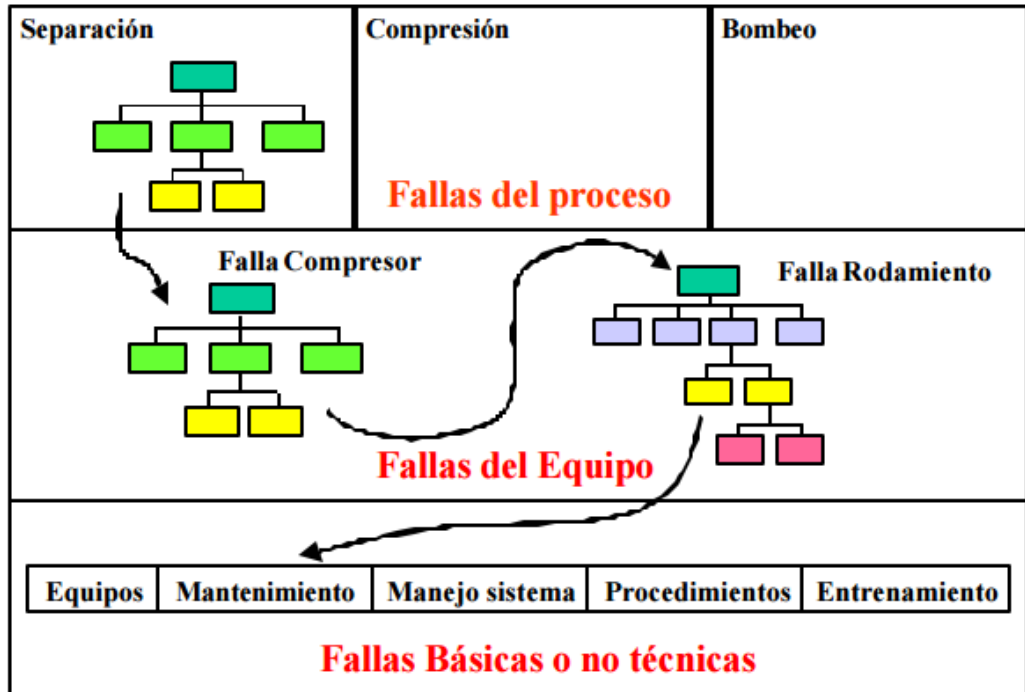 Separación
Compresión
Bombeo
Fallas del proceso
Falla Compresor
Falla Rodamiento
Fallas del Equipo
Equipos
Mantenimiento
Manejo sistema
Procedimientos
Entrenamiento
Fallas Básicas o no técnicas